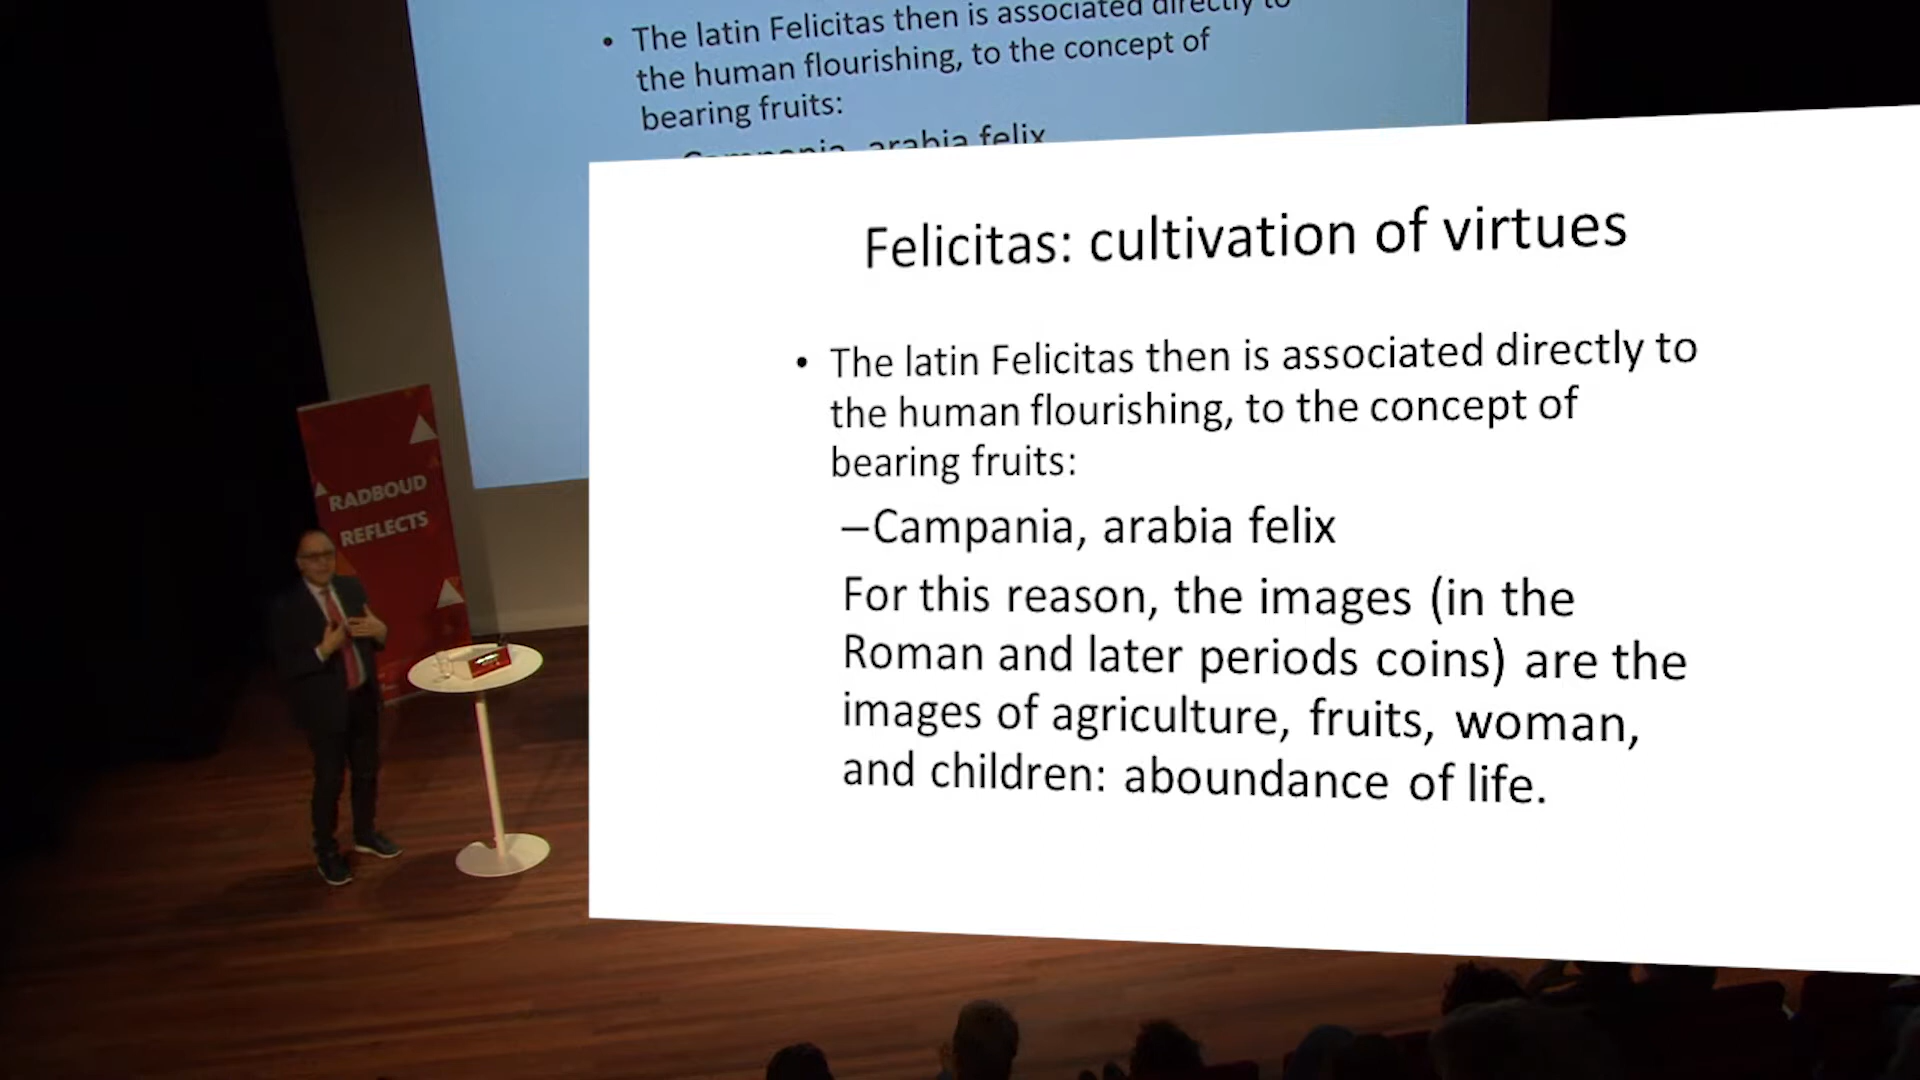 • The latin Felicitas then is associated directly to
the human flourishing, to the concept of
bearing fruits:
Campania, arabia felix
Felicitas: cultivation of virtues
• The latin Felicitas then is associated directly to
the human flourishing, to the concept of
bearing fruits:
–Campania, arabia felix
For this reason, the images (in the
Roman and later periods coins) are the
images of agriculture, fruits, woman,
and children: aboundance of life.
RADBOUD
REFLECTS